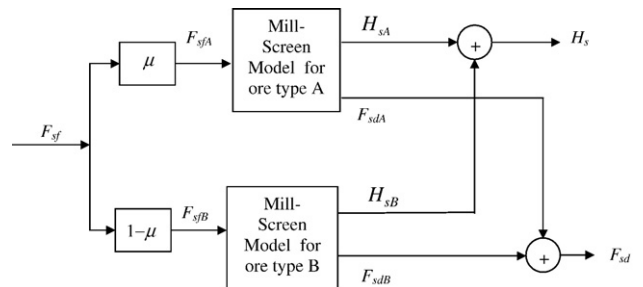 μ
F_sfA
Mill-
Screen
Model for
ore type A
H_sA
+
H_s
F_sdA
F_sf
1−μ
F_sfB
Mill-
Screen
Model for
ore type B
H_sB
F_sdB
+
F_sd